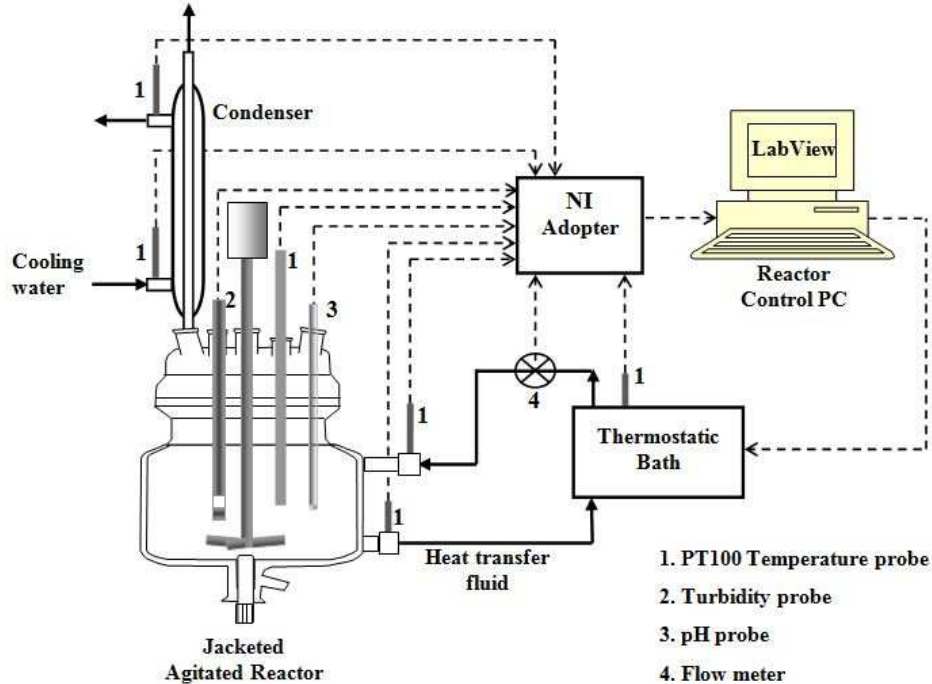 1
Condenser
LabView
NI
Adopter
1
Cooling
water
1
2
3
Reactor
Control PC
4
1
1
Thermostatic
Bath
1
Heat transfer
fluid
Jacketed
Agitated Reactor
1. PT100 Temperature probe
2. Turbidity probe
3. pH probe
4. Flow meter